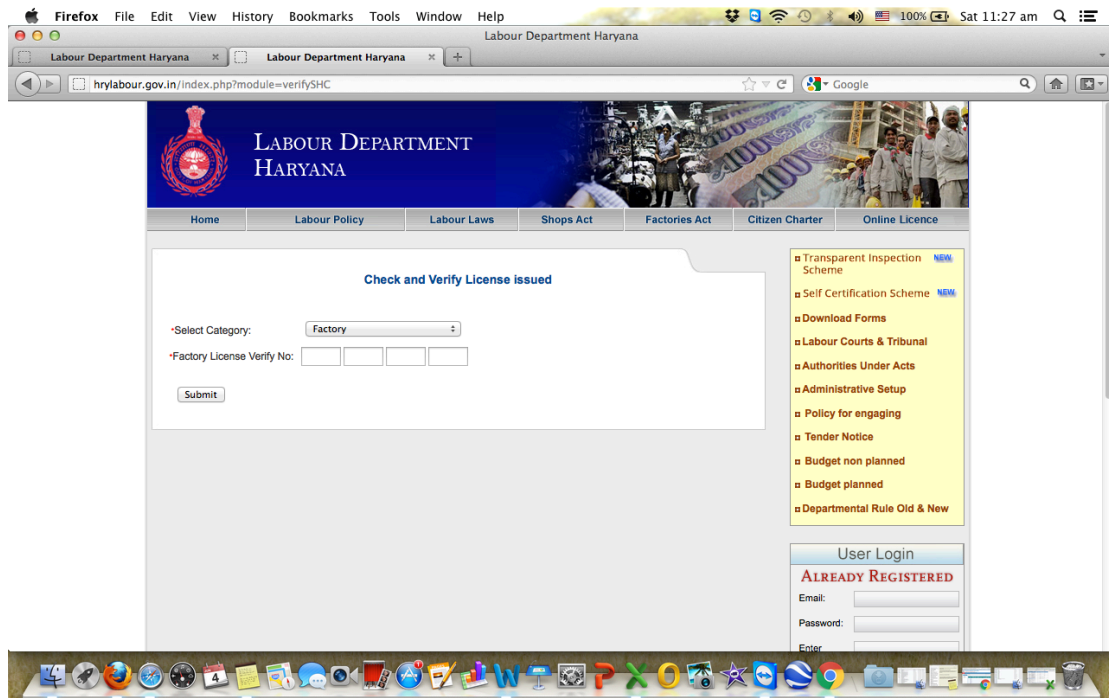 Firefox File Edit View History Bookmarks Tools Window Help 100% Sat 11:27 am
Labour Department Haryana
Labour Department Haryana Labour Department Haryana
hrylabour.gov.in/index.php?module=verifySHC Google
LABOUR DEPARTMENT
HARYANA
Home Labour Policy Labour Laws Shops Act Factories Act Citizen Charter Online Licence
Check and Verify License issued
*Select Category: Factory
*Factory License Verify No:
Submit
Transparent Inspection NEW
Scheme
Self Certification Scheme NEW
Download Forms
Labour Courts & Tribunal
Authorities Under Acts
Administrative Setup
Policy for engaging
Tender Notice
Budget non planned
Budget planned
Departmental Rule Old & New
User Login
ALREADY REGISTERED
Email:
Password:
Enter